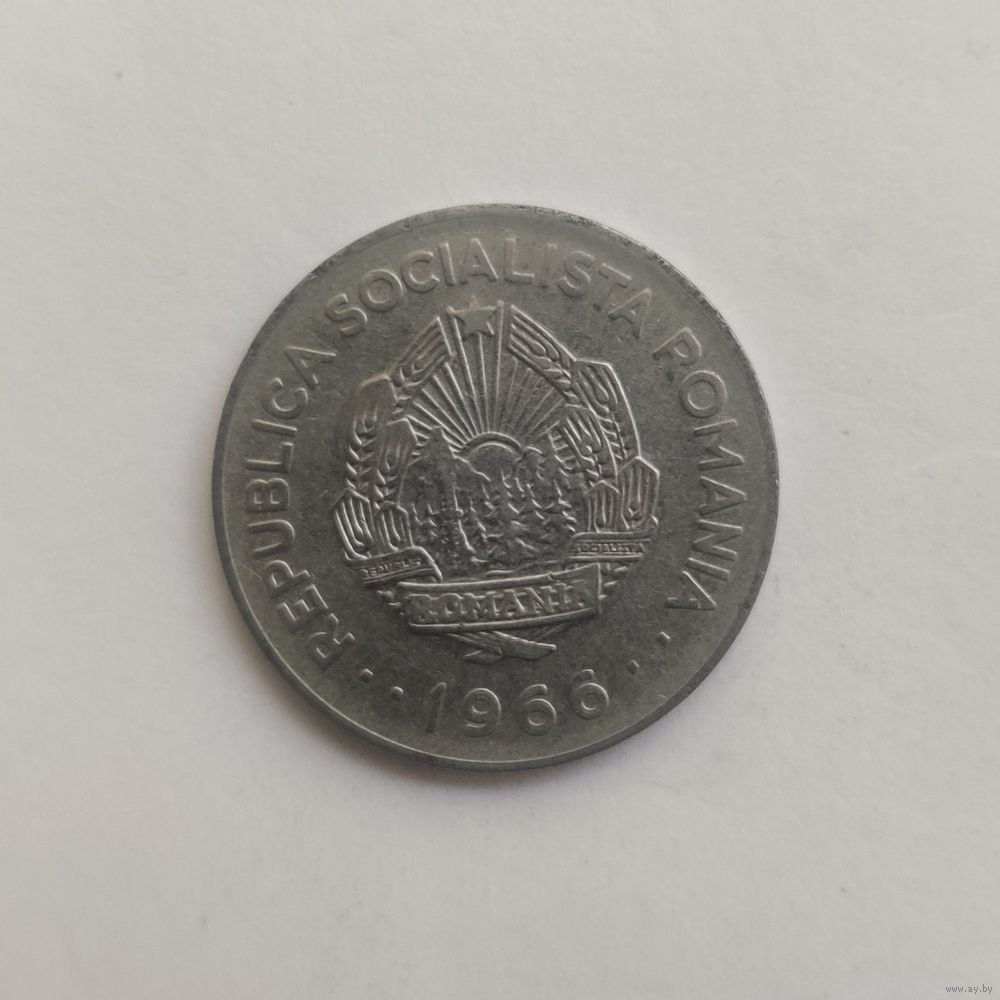 REPUBLICA SOCIALISTA ROMANIA
REPUBLICA
SOCIALISTA
ROMANIA
1966
www.ay.by